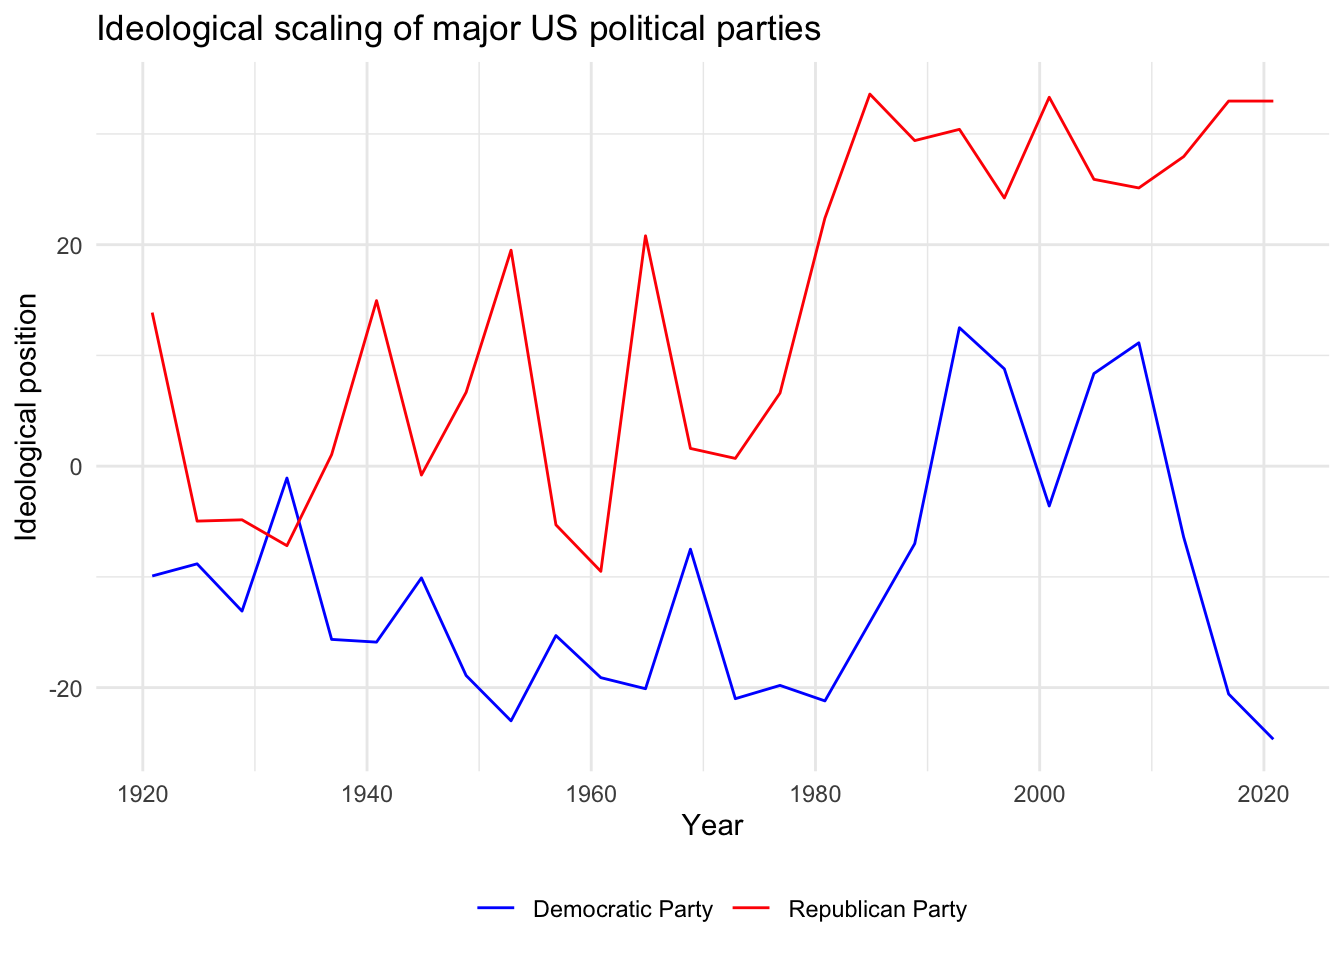 Ideological scaling of major US political parties
Ideological position
20
0
-20
1920 1940 1960 1980 2000 2020
Year
Democratic Party Republican Party